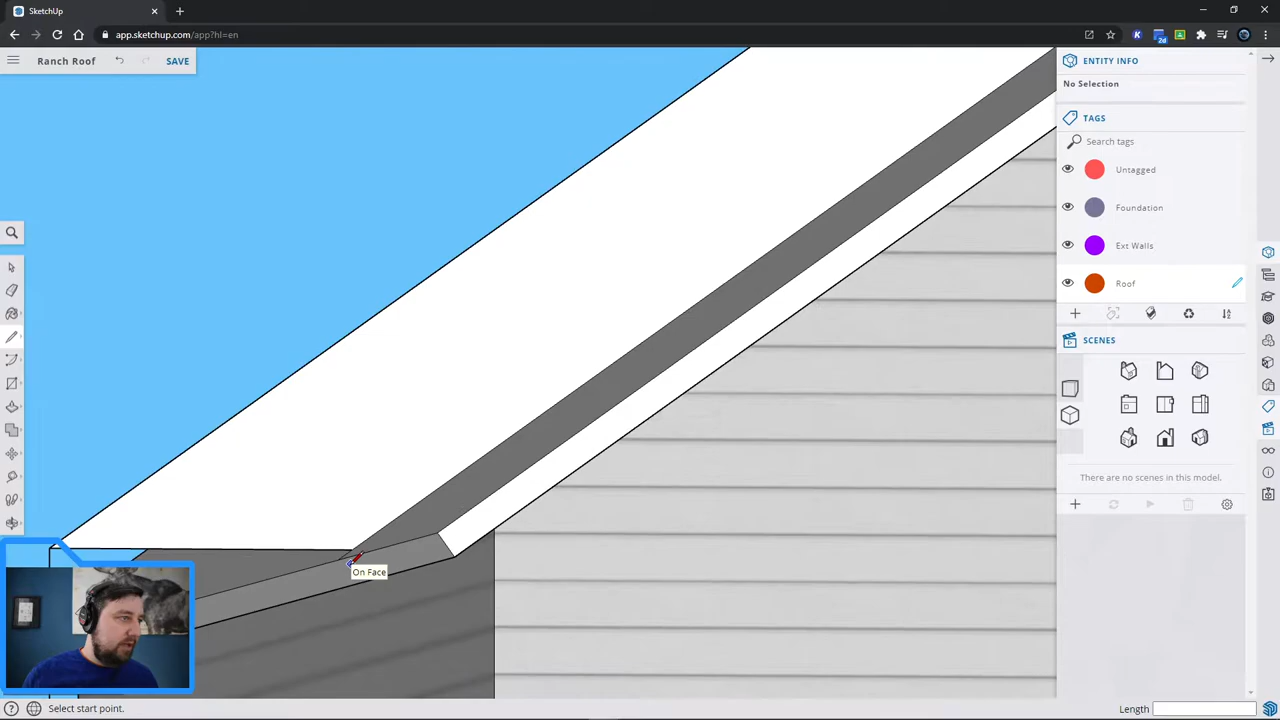 SketchUp
app.sketchup.com/app?hl=en
Ranch Roof
SAVE
ENTITY INFO
No Selection
TAGS
Search tags
Untagged
Foundation
Ext Walls
Roof
SCENES
There are no scenes in this model.
On Face
Select start point.
Length